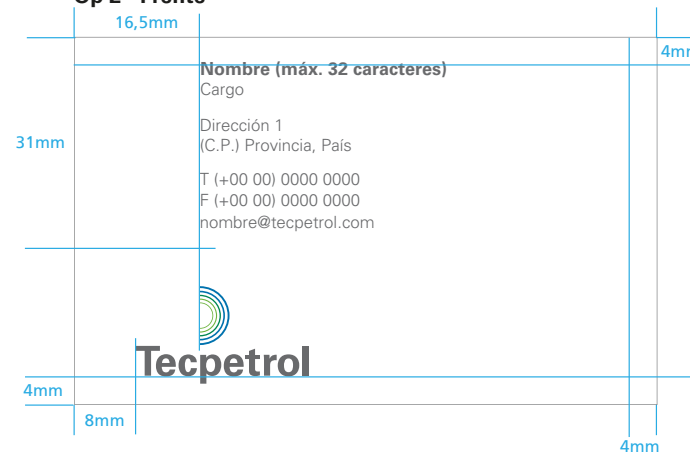 16,5mm
4m
Nombre (máx. 32 caracteres)
Cargo
Dirección 1
31mm
(C.P.) Provincia, País
T (+00 00) 0000 0000
F (+00 00) 0000 0000
nombre@tecpetrol.com
Tecpetrol
4mm
8mm
4mm